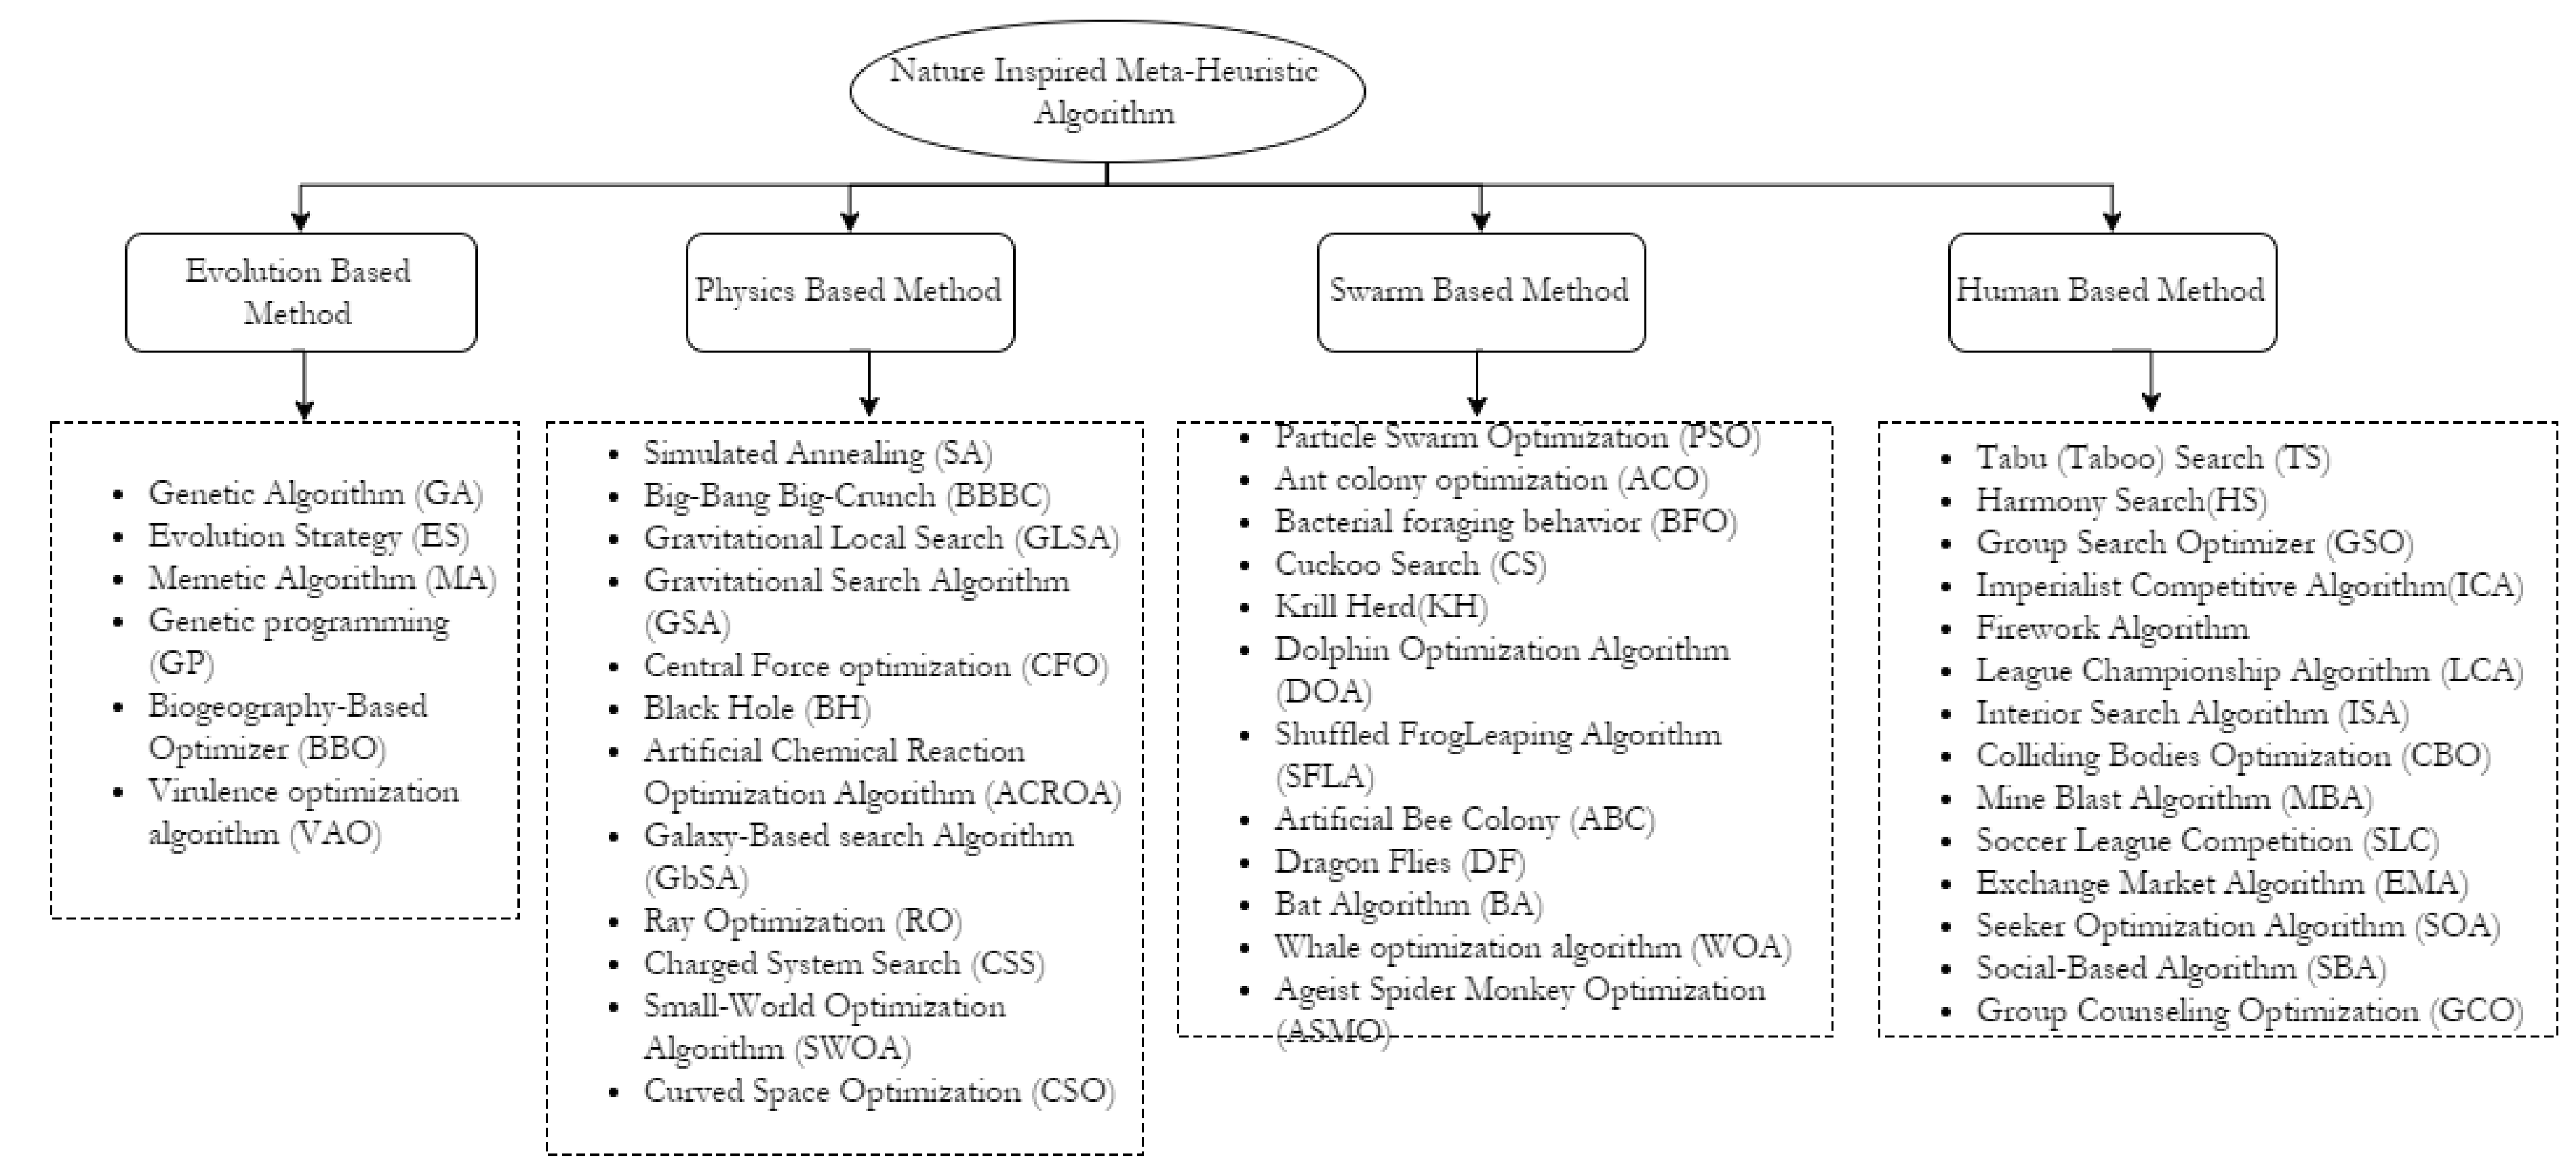 Nature Inspired Meta-Heuristic
Algorithm
Evolution Based
Method
Physics Based Method
Swarm Based Method
Human Based Method
• Genetic Algorithm (GA)
• Evolution Strategy (ES)
• Memetic Algorithm (MA)
• Genetic programming
(GP)
• Biogeography-Based
Optimizer (BBO)
• Virulence optimization
algorithm (VAO)
• Simulated Annealing (SA)
• Big-Bang Big-Crunch (BBBC)
• Gravitational Local Search (GLSA)
• Gravitational Search Algorithm
(GSA)
• Central Force optimization (CFO)
• Black Hole (BH)
• Artificial Chemical Reaction
Optimization Algorithm (ACROA)
• Galaxy-Based search Algorithm
(GbSA)
• Ray Optimization (RO)
• Charged System Search (CSS)
• Small-World Optimization
Algorithm (SWOA)
• Curved Space Optimization (CSO)
• Particle Swarm Optimization (PSO)
• Ant colony optimization (ACO)
• Bacterial foraging behavior (BFO)
• Cuckoo Search (CS)
• Krill Herd(KH)
• Dolphin Optimization Algorithm
(DOA)
• Shuffled FrogLeaping Algorithm
(SFLA)
• Artificial Bee Colony (ABC)
• Dragon Flies (DF)
• Bat Algorithm (BA)
• Whale optimization algorithm (WOA)
• Ageist Spider Monkey Optimization
(ASMO)
• Tabu (Taboo) Search (TS)
• Harmony Search(HS)
• Group Search Optimizer (GSO)
• Imperialist Competitive Algorithm(ICA)
• Firework Algorithm
• League Championship Algorithm (LCA)
• Interior Search Algorithm (ISA)
• Colliding Bodies Optimization (CBO)
• Mine Blast Algorithm (MBA)
• Soccer League Competition (SLC)
• Exchange Market Algorithm (EMA)
• Seeker Optimization Algorithm (SOA)
• Social-Based Algorithm (SBA)
• Group Counseling Optimization (GCO)